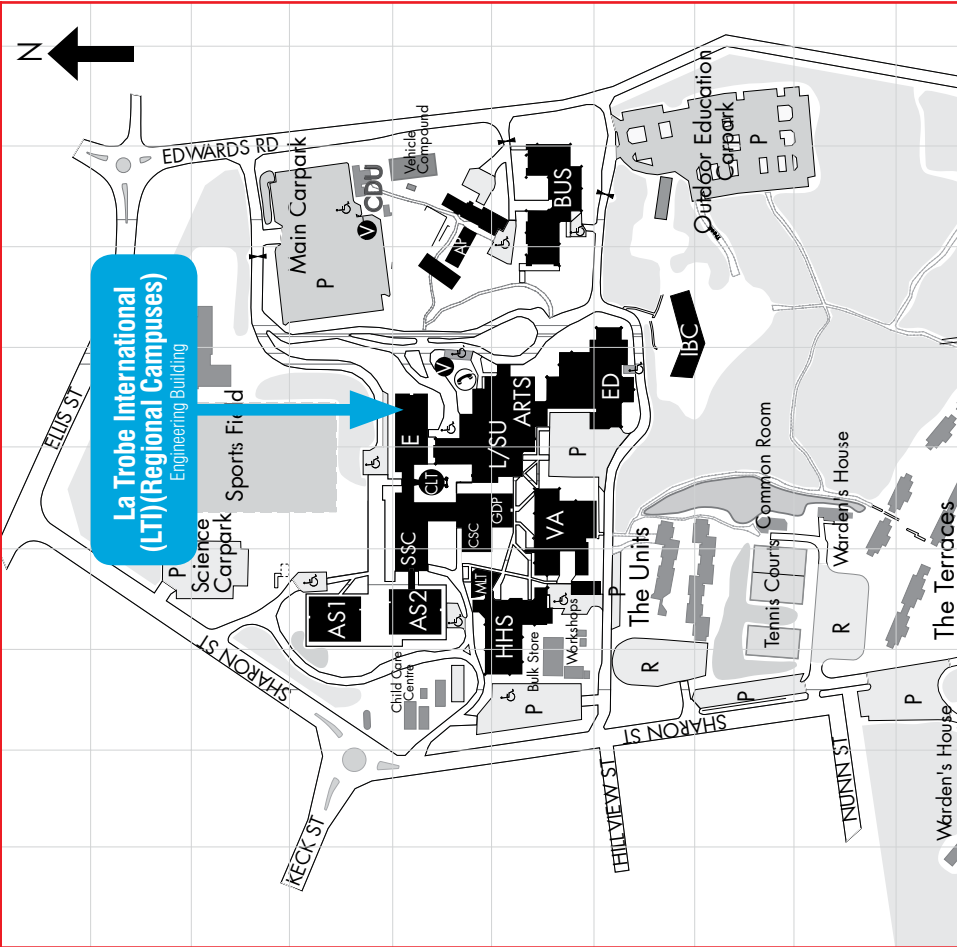 N
EDWARDS RD
Main Carpark
P
V
CDU
Vehicle
Compound
AP
BUS
Outdoor Education
Carpark
P
ELLIS ST
La Trobe International
(LTI)(Regional Campuses)
Engineering Building
Sports Field
P
Science
Carpark
E
V
CLT
L/SU
ARTS
ED
IBC
P
SSC
CSC
GDP
VA
MLT
AS1
AS2
HHS
Bulk Store
Workshops
P
The Units
Common Room
Tennis Courts
Warden's House
The Terraces
SHARON ST
Child Care
Centre
P
R
P
R
P
SHARON ST
KECK ST
HILLVIEW ST
NUNN ST
Warden's House